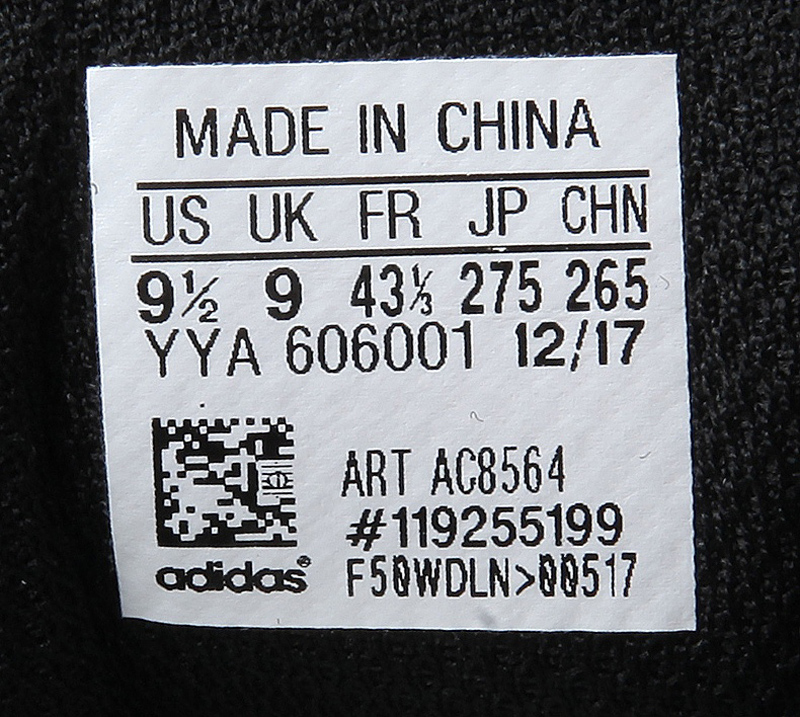 MADE IN CHINA
US UK FR JP CHN
9½ 9 43⅓ 275 265
YYA 606001 12/17
ART AC8564
#119255199
adidas®
F50WDLN>00517